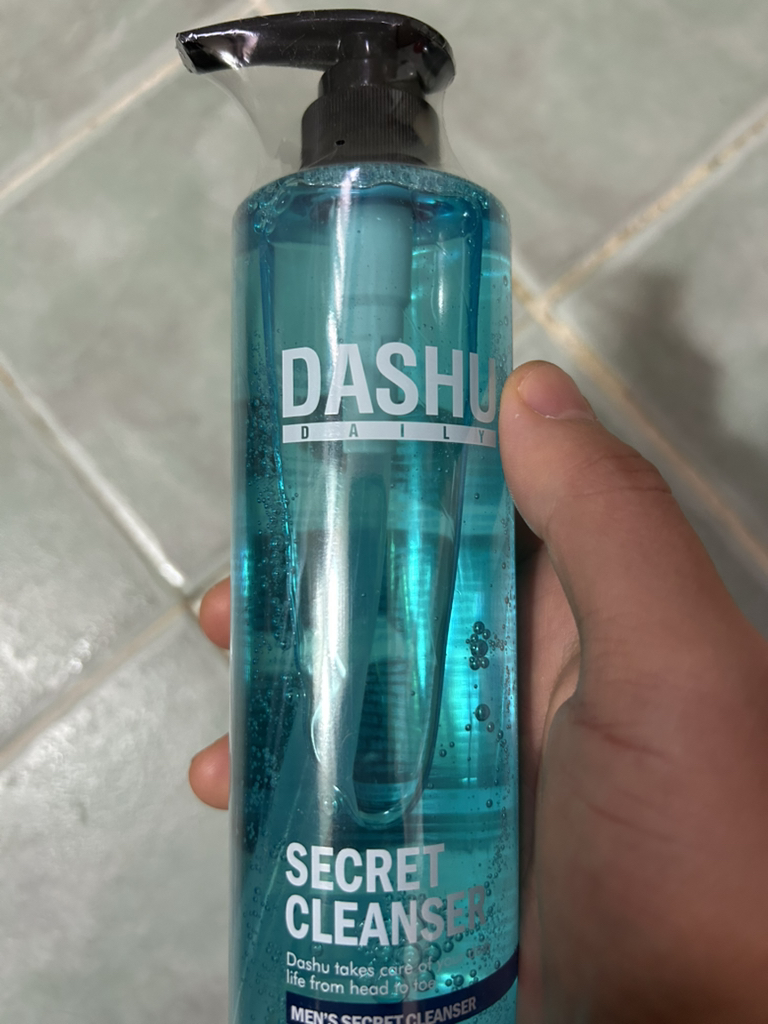 DASHU
DAILY
SECRET
CLEANSER
Dashu takes care of
life from head to toe
MEN'S SECRET CLEANSER